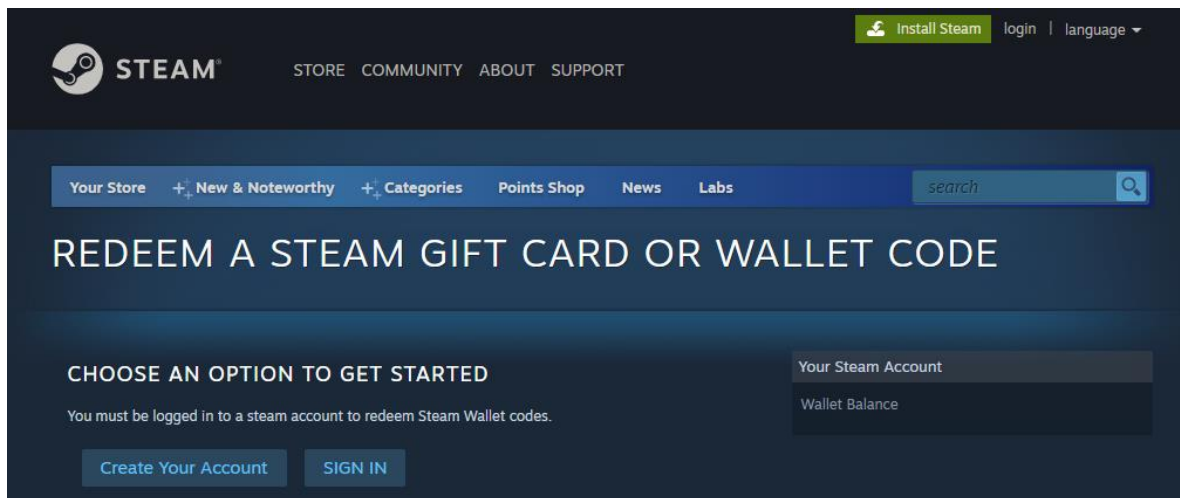 Install Steam login | language
STEAM® STORE COMMUNITY ABOUT SUPPORT
Your Store New & Noteworthy Categories Points Shop News Labs search
REDEEM A STEAM GIFT CARD OR WALLET CODE
CHOOSE AN OPTION TO GET STARTED
You must be logged in to a steam account to redeem Steam Wallet codes.
Create Your Account SIGN IN
Your Steam Account
Wallet Balance